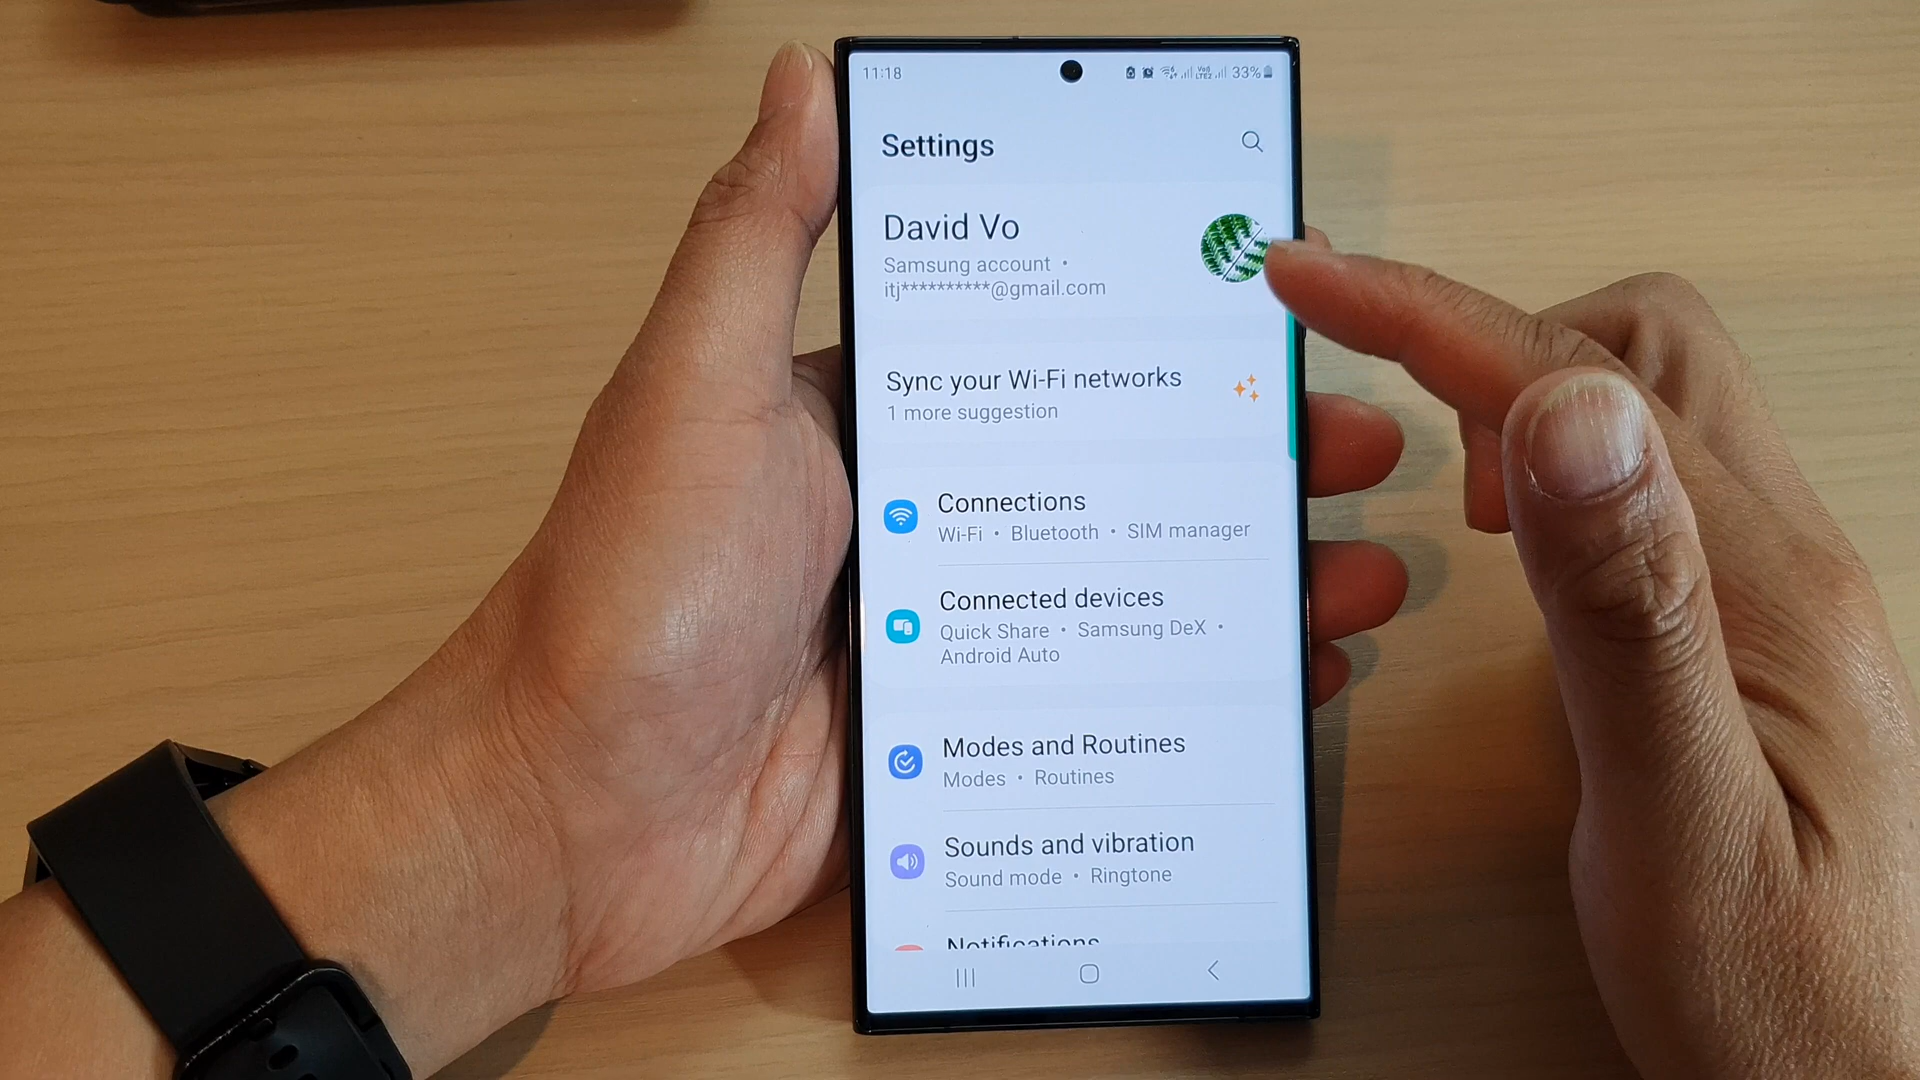 11:18
33%
Settings
David Vo
Samsung account •
itj**********@gmail.com
Sync your Wi-Fi networks
1 more suggestion
Connections
Wi-Fi • Bluetooth • SIM manager
Connected devices
Quick Share • Samsung DeX •
Android Auto
Modes and Routines
Modes • Routines
Sounds and vibration
Sound mode • Ringtone
Notifications